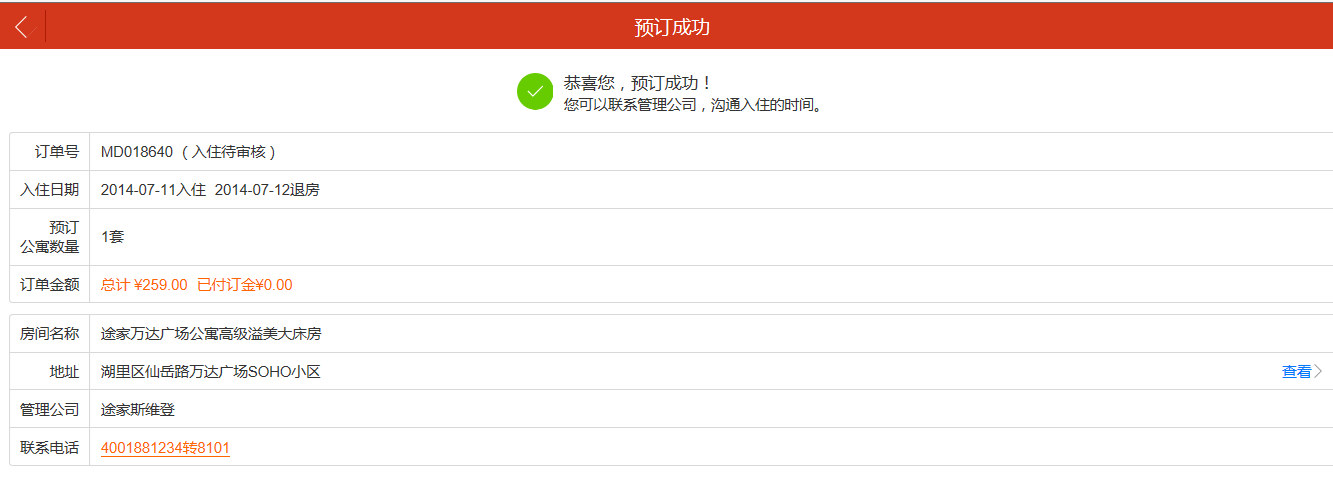 预订成功
恭喜您，预订成功！
您可以联系管理公司，沟通入住的时间。
订单号 MD018640（入住待审核）
入住日期 2014-07-11入住 2014-07-12退房
预订
公寓数量 1套
订单金额 总计 ¥259.00 已付订金¥0.00
房间名称 途家万达广场公寓高级溢美大床房
地址 湖里区仙岳路万达广场SOHO小区 查看
管理公司 途家斯维登
联系电话 4001881234转8101